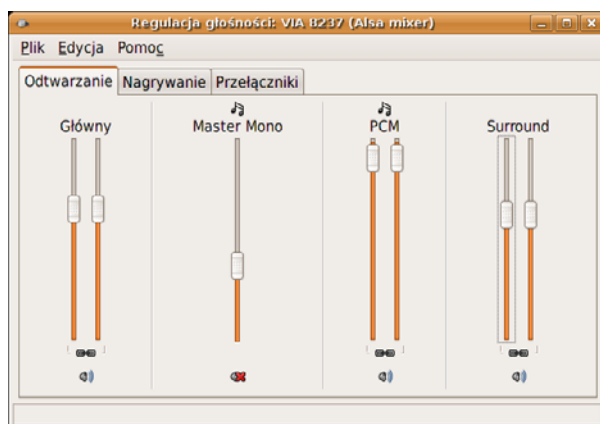 Regulacja głośności: VIA 8237 (Alsa mixer)
Plik Edycja Pomoc
Odtwarzanie Nagrywanie Przełączniki
Główny Master Mono PCM Surround